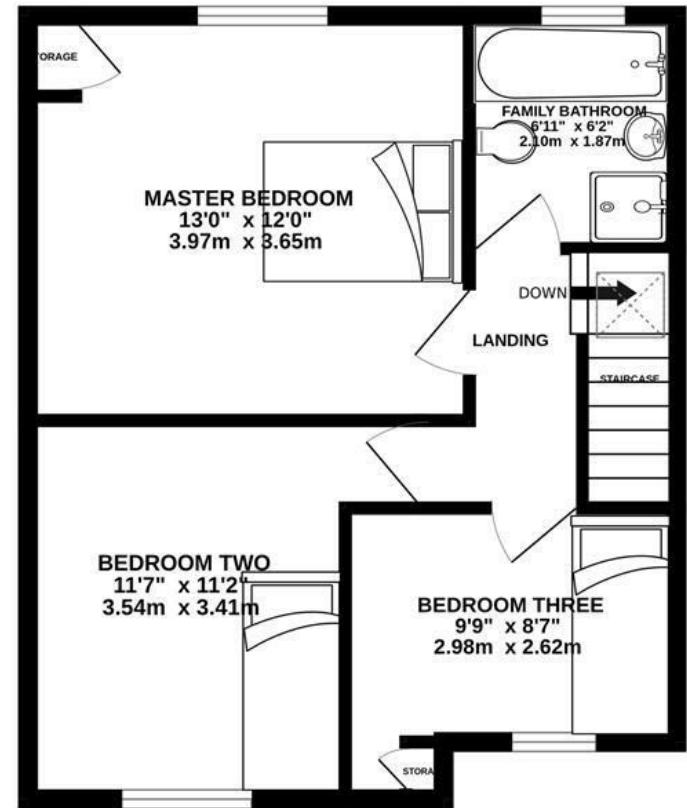 ORAGE
FAMILY BATHROOM
6'11" x 6'2"
2.10m x 1.87m
MASTER BEDROOM
13'0" x 12'0"
3.97m x 3.65m
DOWN
LANDING
STAIRCASE
BEDROOM TWO
11'7" x 11'2"
3.54m x 3.41m
BEDROOM THREE
9'9" x 8'7"
2.98m x 2.62m
STORA